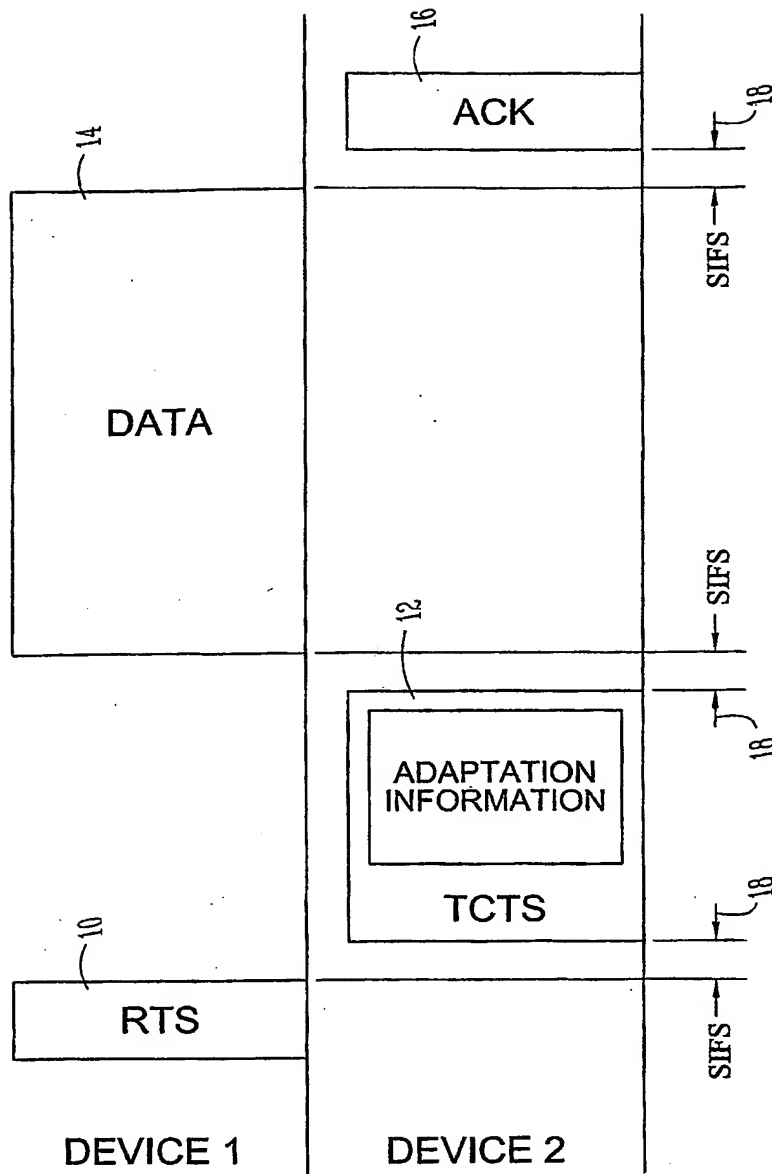 DEVICE 1
RTS
10
DATA
14
DEVICE 2
TCTS
ADAPTATION
INFORMATION
12
ACK
16
SIFS
18
18
SIFS
SIFS
18